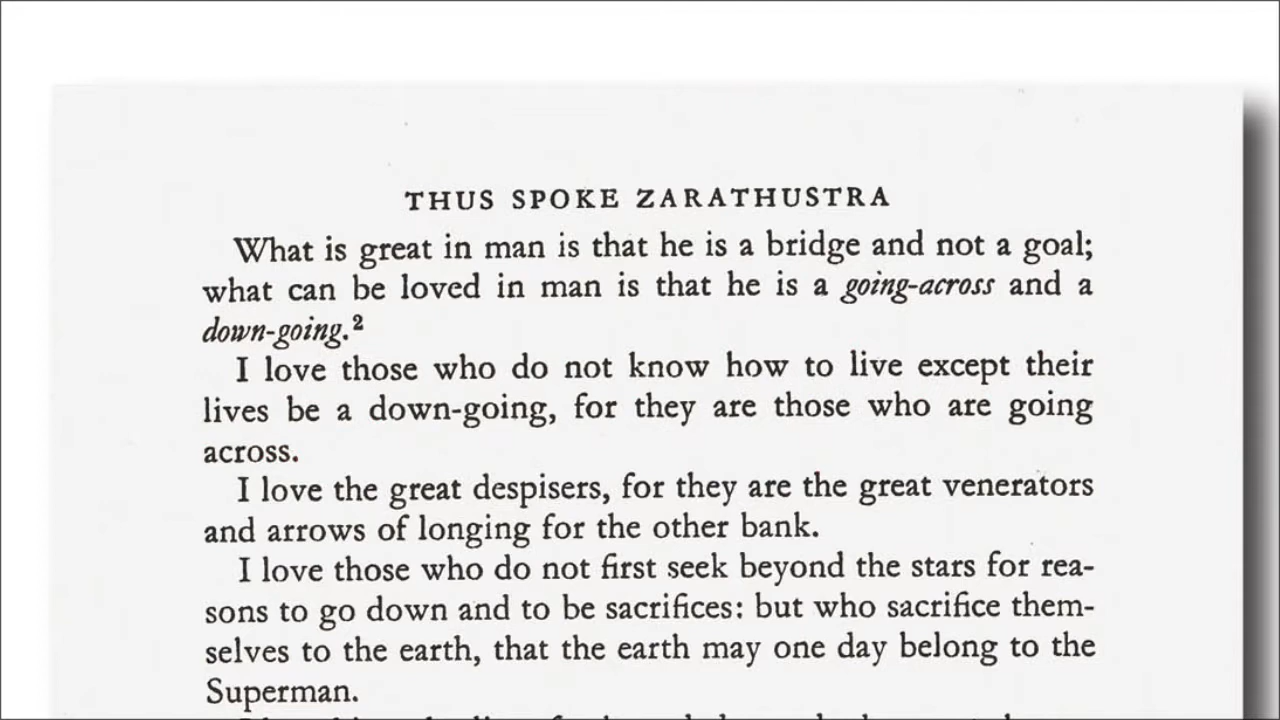 THUS SPOKE ZARATHUSTRA
What is great in man is that he is a bridge and not a goal;
what can be loved in man is that he is a going-across and a
down-going.²
I love those who do not know how to live except their
lives be a down-going, for they are those who are going
across.
I love the great despisers, for they are the great venerators
and arrows of longing for the other bank.
I love those who do not first seek beyond the stars for rea-
sons to go down and to be sacrifices: but who sacrifice them-
selves to the earth, that the earth may one day belong to the
Superman.